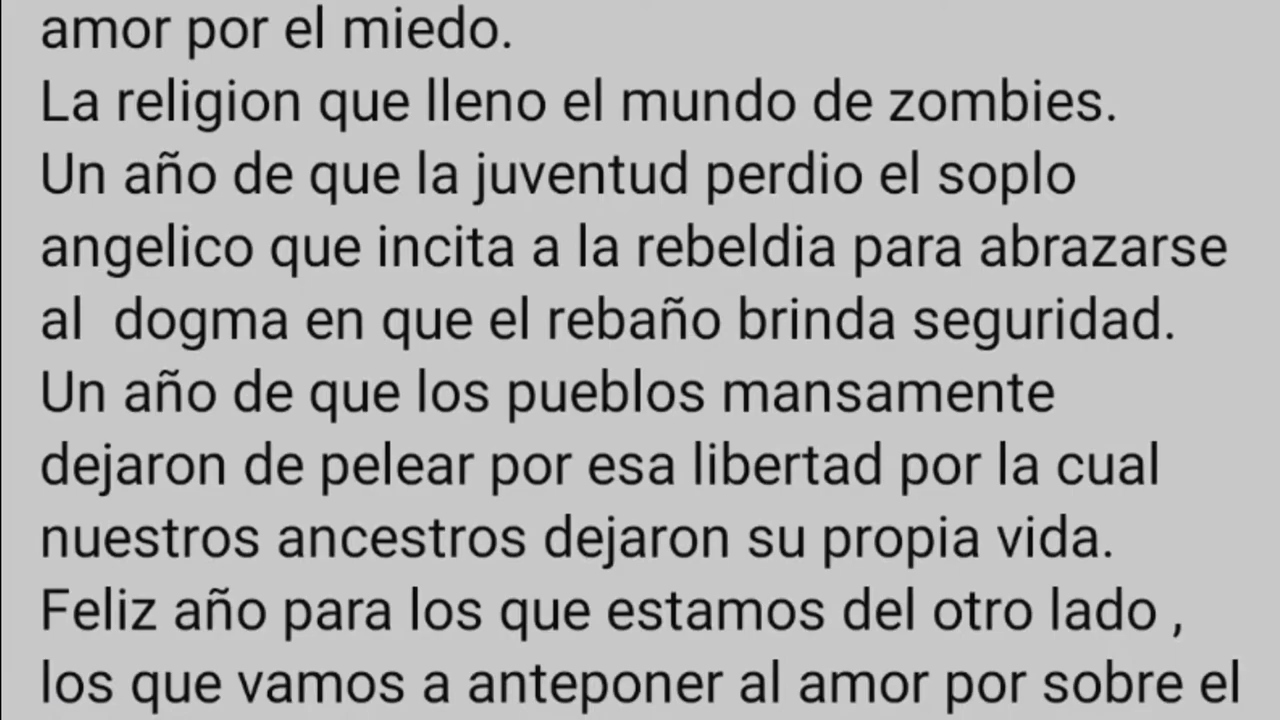 amor por el miedo.
La religion que lleno el mundo de zombies.
Un año de que la juventud perdio el soplo
angelico que incita a la rebeldia para abrazarse
al  dogma en que el rebaño brinda seguridad.
Un año de que los pueblos mansamente
dejaron de pelear por esa libertad por la cual
nuestros ancestros dejaron su propia vida.
Feliz año para los que estamos del otro lado ,
los que vamos a anteponer al amor por sobre el